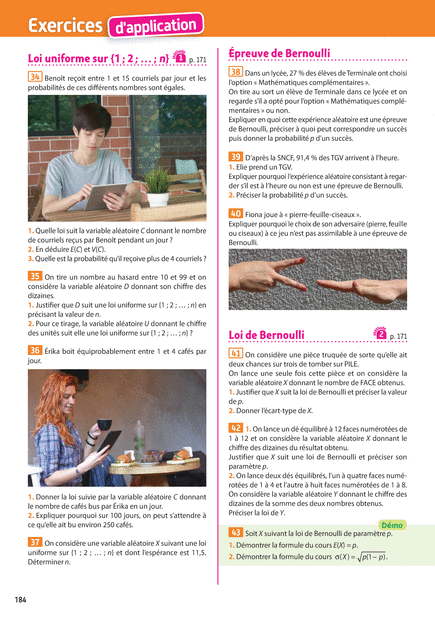 Exercices d'application
Loi uniforme sur {1 ; 2 ; … ; n} 1 p. 171
34 Benoît reçoit entre 1 et 15 courriels par jour et les
probabilités de ces différents nombres sont égales.
1. Quelle loi suit la variable aléatoire C donnant le nombre
de courriels reçus par Benoît pendant un jour ?
2. En déduire E(C) et V(C).
3. Quelle est la probabilité qu'il reçoive plus de 4 courriels ?
35 On tire un nombre au hasard entre 10 et 99 et on
considère la variable aléatoire D donnant son chiffre des
dizaines.
1. Justifier que D suit une loi uniforme sur {1 ; 2 ; … ; n} en
précisant la valeur de n.
2. Pour ce tirage, la variable aléatoire U donnant le chiffre
des unités suit elle une loi uniforme sur {1 ; 2 ; … ; n} ?
36 Érika boit équiprobablement entre 1 et 4 cafés par
jour.
1. Donner la loi suivie par la variable aléatoire C donnant
le nombre de cafés bus par Érika en un jour.
2. Expliquer pourquoi sur 100 jours, on peut s'attendre à
ce qu'elle ait bu environ 250 cafés.
37 On considère une variable aléatoire X suivant une loi
uniforme sur {1 ; 2 ; … ; n} et dont l'espérance est 11,5.
Déterminer n.
Épreuve de Bernoulli
38 Dans un lycée, 27 % des élèves de Terminale ont choisi
l'option « Mathématiques complémentaires ».
On tire au sort un élève de Terminale dans ce lycée et on
regarde s'il a opté pour l'option « Mathématiques complé-
mentaires » ou non.
Expliquer en quoi cette expérience aléatoire est une épreuve
de Bernoulli, préciser à quoi peut correspondre un succès
puis donner la probabilité p d'un succès.
39 D'après la SNCF, 91,4 % des TGV arrivent à l'heure.
1. Elie prend un TGV.
Expliquer pourquoi l'expérience aléatoire consistant à regar-
der s'il est à l'heure ou non est une épreuve de Bernoulli.
2. Préciser la probabilité p d'un succès.
40 Fiona joue à « pierre-feuille-ciseaux ».
Expliquer pourquoi le choix de son adversaire (pierre, feuille
ou ciseaux) à ce jeu n'est pas assimilable à une épreuve de
Bernoulli.
Loi de Bernoulli 2 p. 171
41 On considère une pièce truquée de sorte qu'elle ait
deux chances sur trois de tomber sur PILE.
On lance une seule fois cette pièce et on considère la
variable aléatoire X donnant le nombre de FACE obtenus.
1. Justifier que X suit la loi de Bernoulli et préciser la valeur
de p.
2. Donner l'écart-type de X.
42 1. On lance un dé équilibré à 12 faces numérotées de
1 à 12 et on considère la variable aléatoire X donnant le
chiffre des dizaines du résultat obtenu.
Justifier que X suit une loi de Bernoulli et préciser son
paramètre p.
2. On lance deux dés équilibrés, l'un à quatre faces numé-
rotées de 1 à 4 et l'autre à huit faces numérotées de 1 à 8.
On considère la variable aléatoire Y donnant le chiffre des
dizaines de la somme des deux nombres obtenus.
Préciser la loi de Y.
Démo
43 Soit X suivant la loi de Bernoulli de paramètre p.
1. Démontrer la formule du cours E(X) = p.
2. Démontrer la formule du cours σ(X) = √p(1 − p).
184